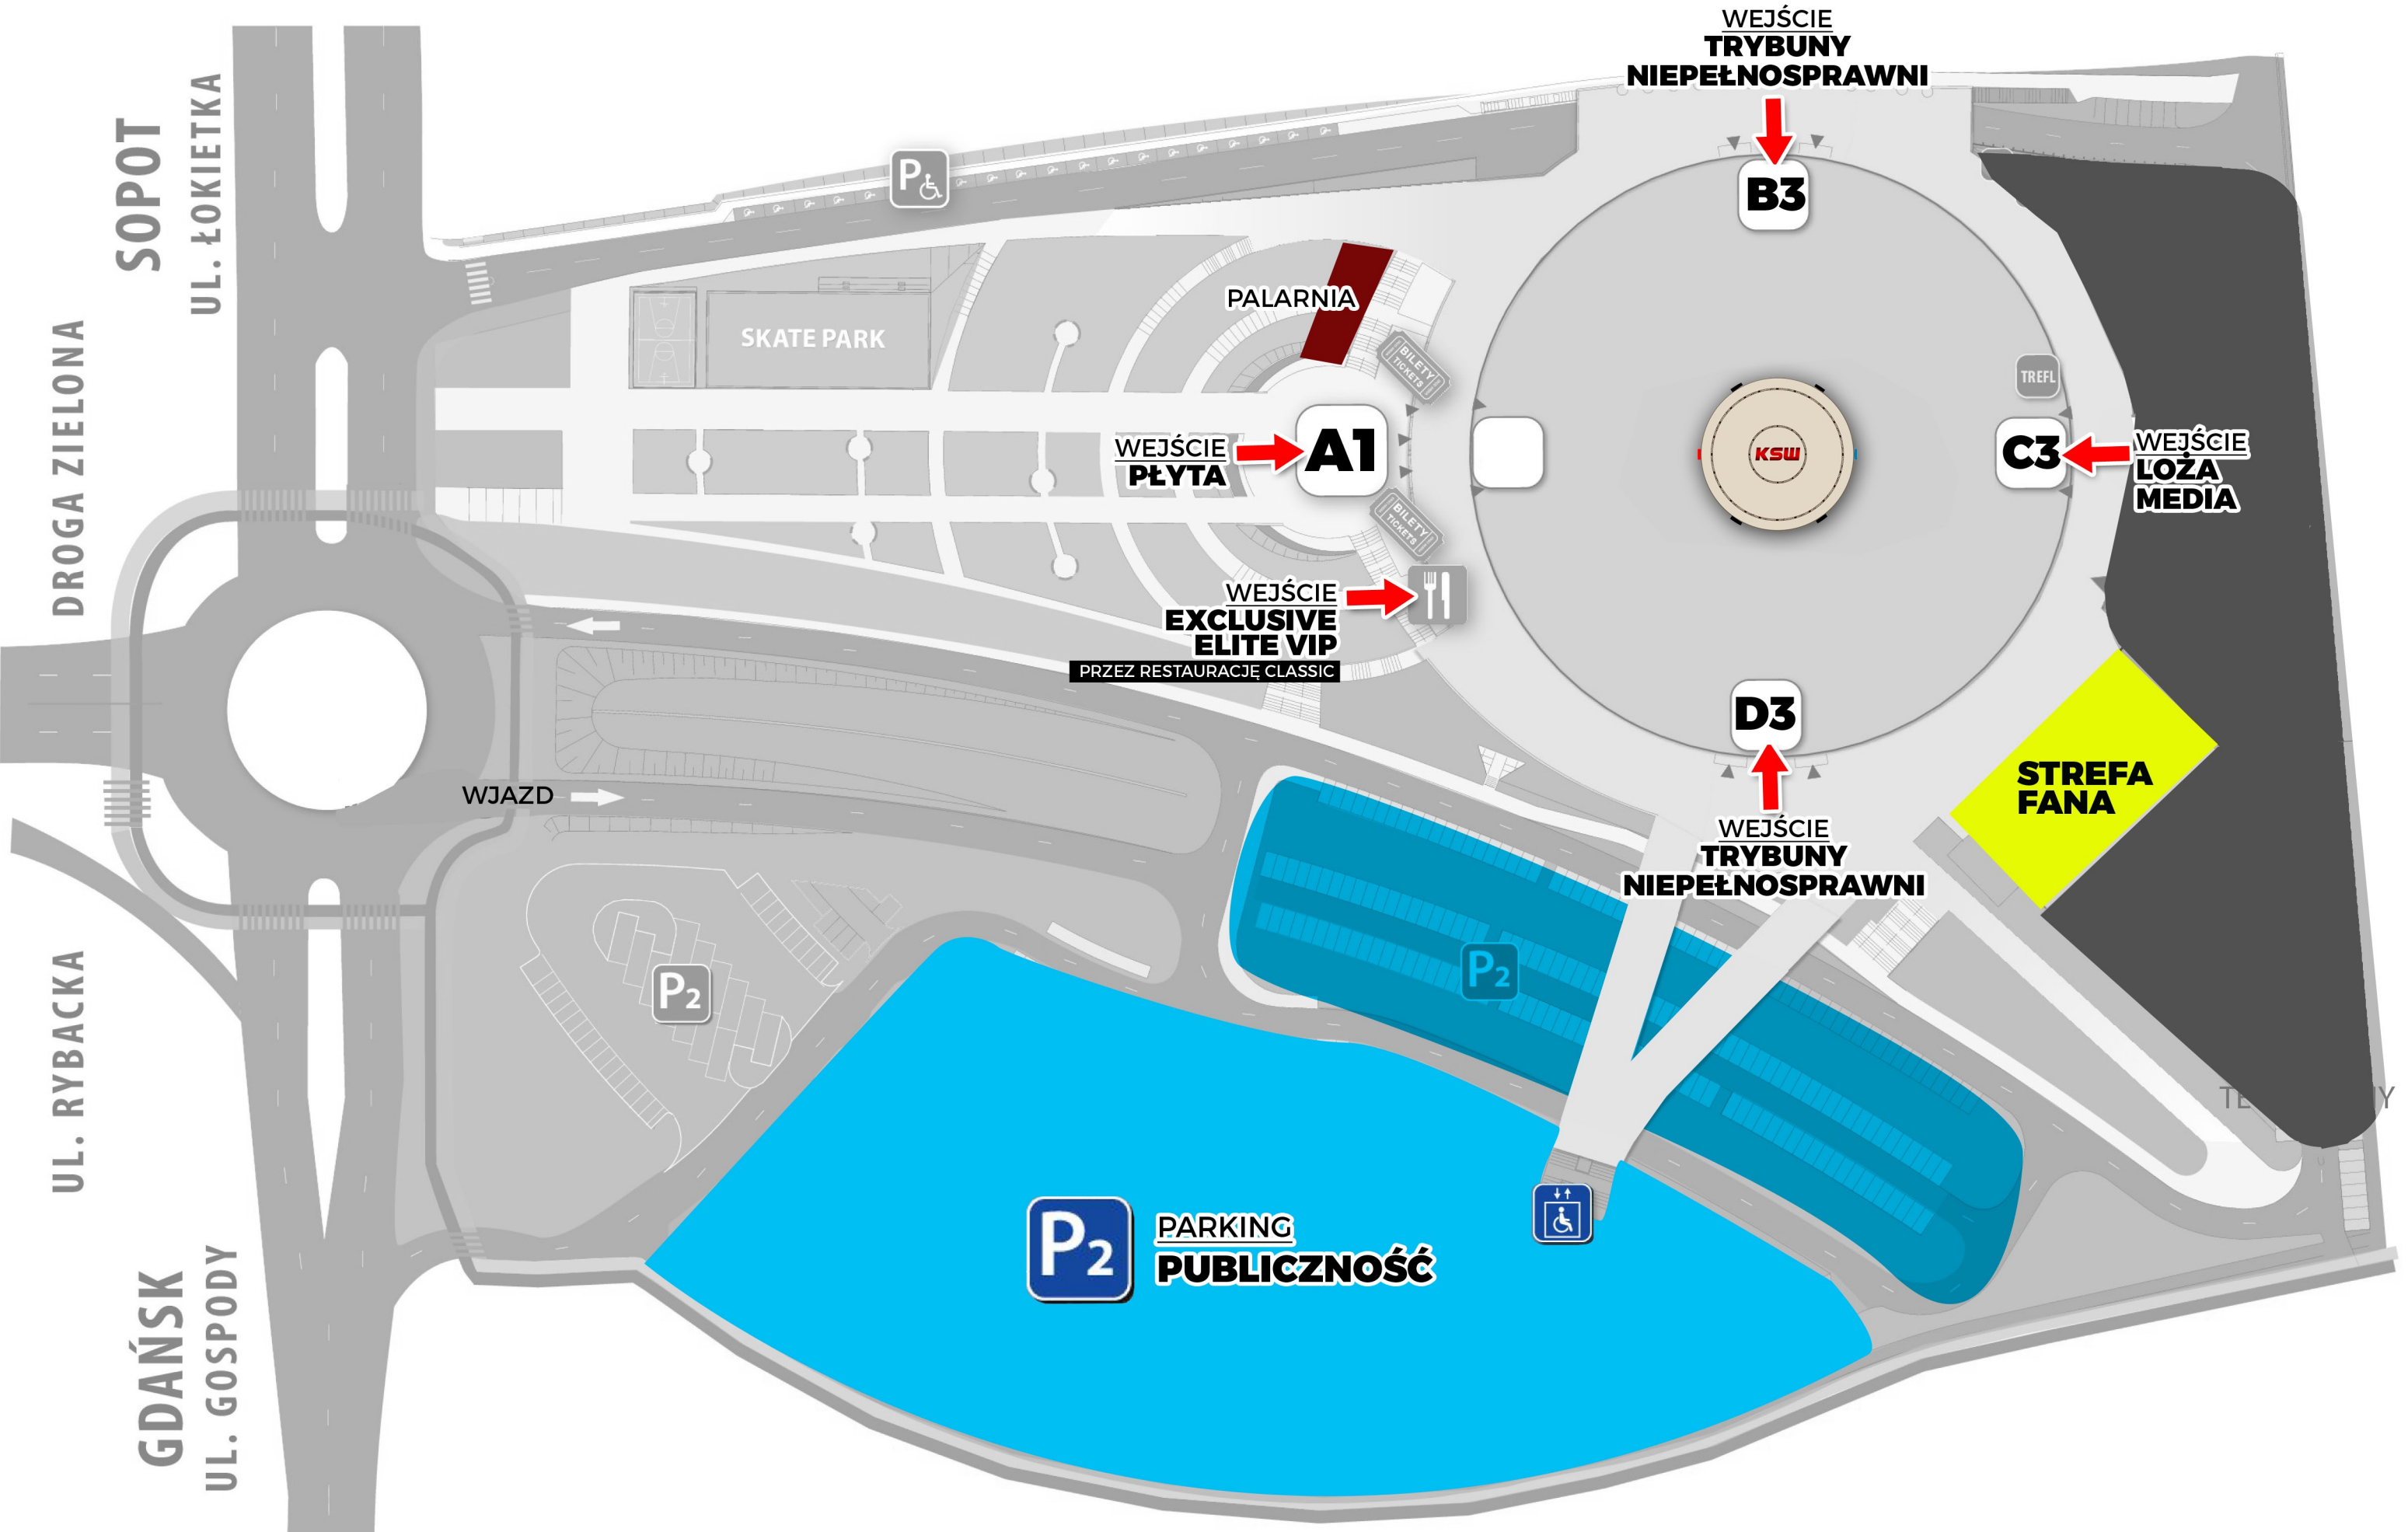 WEJŚCIE
TRYBUNY
NIEPEŁNOSPRAWNI
B3
SOPOT
UL. ŁOKIETKA
P
PALARNIA
SKATE PARK
BILETY
TICKETS
TREFL
DROGA ZIELONA
WEJŚCIE
PŁYTA
A1
KSW
C3
WEJŚCIE
LOŻA
MEDIA
BILETY
TICKETS
WEJŚCIE
EXCLUSIVE
ELITE VIP
PRZEZ RESTAURACJĘ CLASSIC
D3
WJAZD
STREFA
FANA
WEJŚCIE
TRYBUNY
NIEPEŁNOSPRAWNI
P2
P2
UL. RYBACKA
P2
PARKING
PUBLICZNOŚĆ
GDAŃSK
UL. GOSPODY